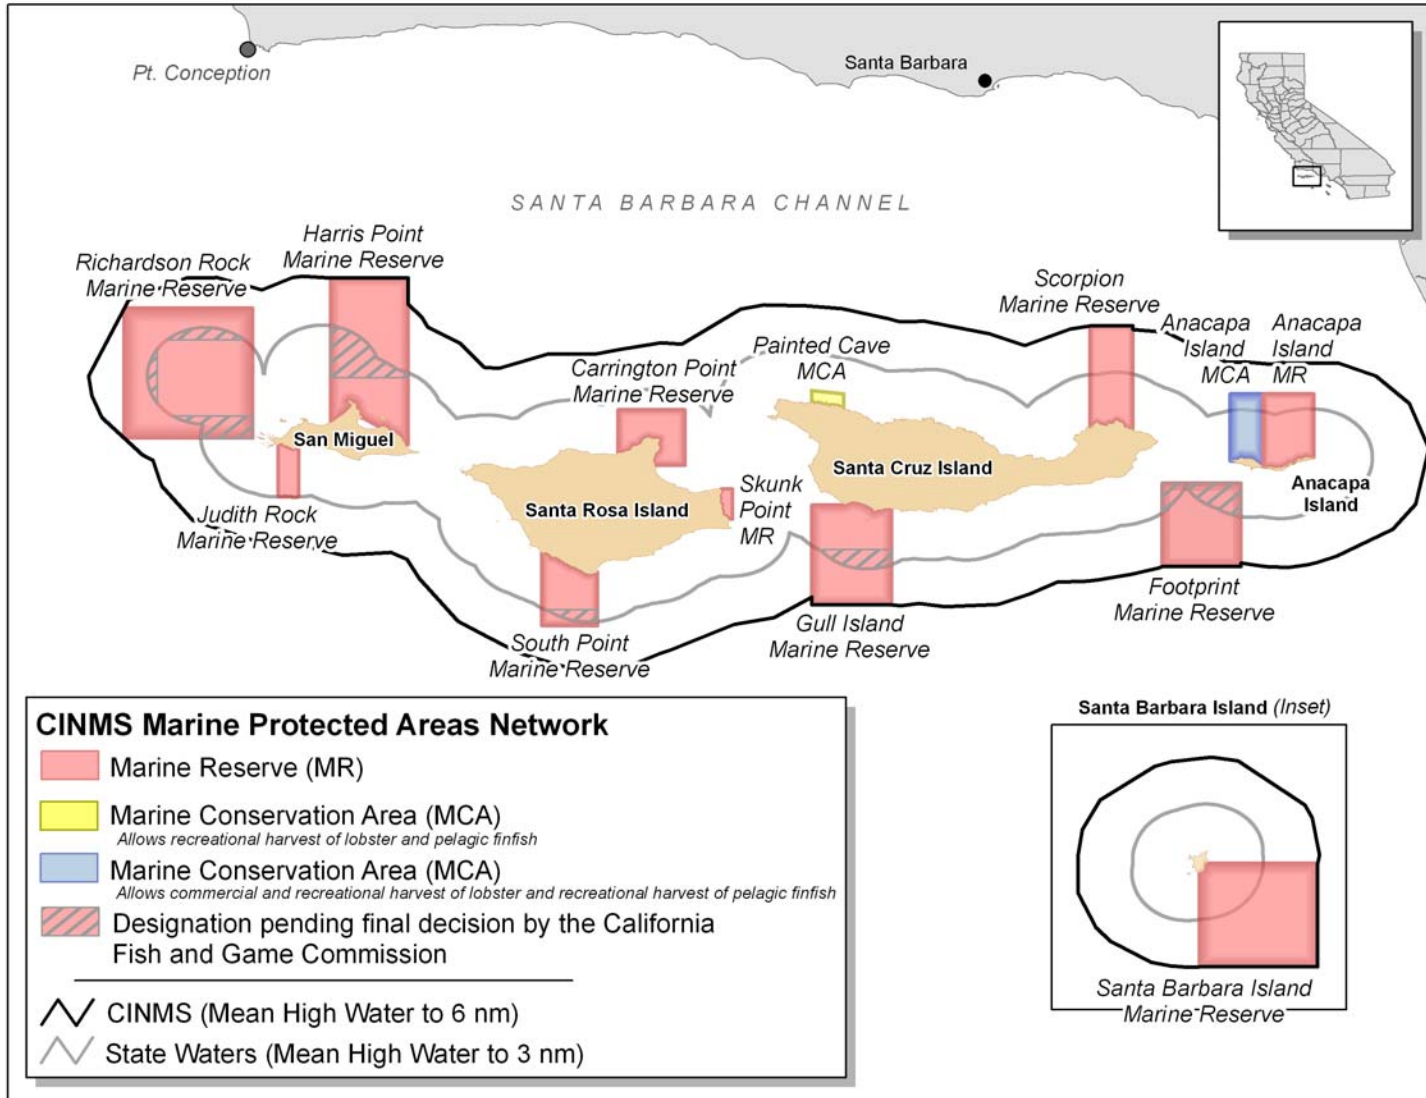 Pt. Conception
Santa Barbara
SANTA BARBARA CHANNEL
Richardson Rock
Marine Reserve
Harris Point
Marine Reserve
Carrington Point
Marine Reserve
Painted Cave
MCA
Scorpion
Marine Reserve
Anacapa
Island
MCA
Anacapa
Island
MR
San Miguel
Santa Rosa Island
Santa Cruz Island
Anacapa
Island
Judith Rock
Marine Reserve
Skunk
Point
MR
South Point
Marine Reserve
Gull Island
Marine Reserve
Footprint
Marine Reserve
CINMS Marine Protected Areas Network
Marine Reserve (MR)
Marine Conservation Area (MCA)
Allows recreational harvest of lobster and pelagic finfish
Marine Conservation Area (MCA)
Allows commercial and recreational harvest of lobster and recreational harvest of pelagic finfish
Designation pending final decision by the California
Fish and Game Commission
CINMS (Mean High Water to 6 nm)
State Waters (Mean High Water to 3 nm)
Santa Barbara Island (Inset)
Santa Barbara Island
Marine Reserve